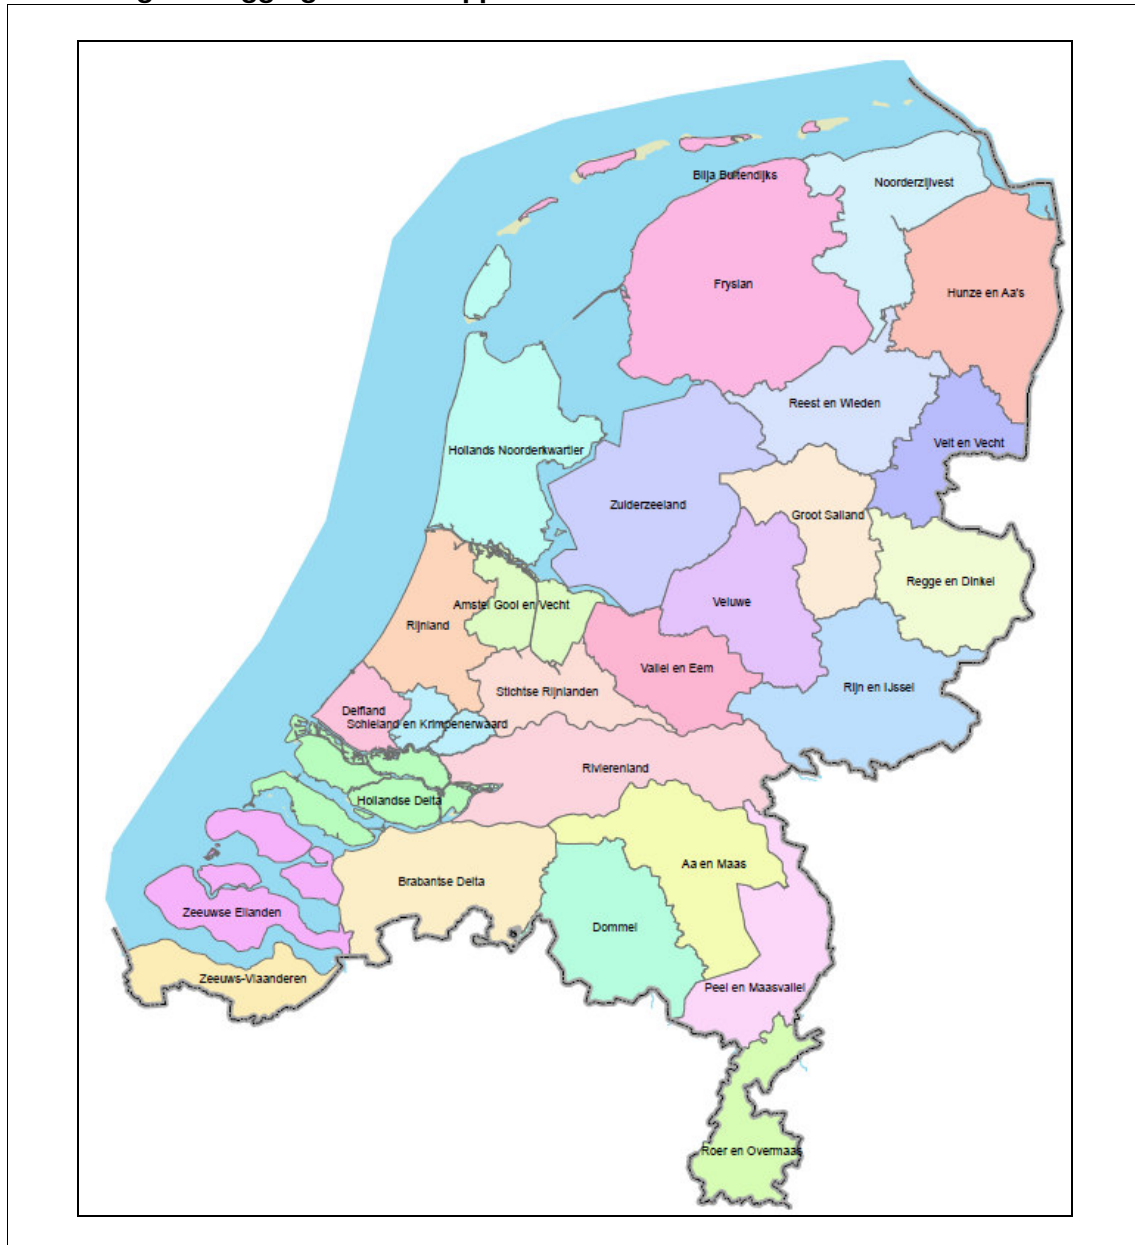 Bilja Buitendijks
Noorderzijlvest
Fryslan
Hunze en Aa's
Reest en Wieden
Velt en Vecht
Hollands Noorderkwartier
Zuiderzeeland
Groot Salland
Regge en Dinkel
Amstel Gooi en Vecht
Veluwe
Rijnland
Vallei en Eem
Rijn en IJssel
Stichtse Rijnlanden
Delfland
Schieland en Krimpenerwaard
Rivierenland
Hollandse Delta
Aa en Maas
Brabantse Delta
Zeeuwse Eilanden
Dommel
Zeeuws-Vlaanderen
Peel en Maasvallei
Roer en Overmaas